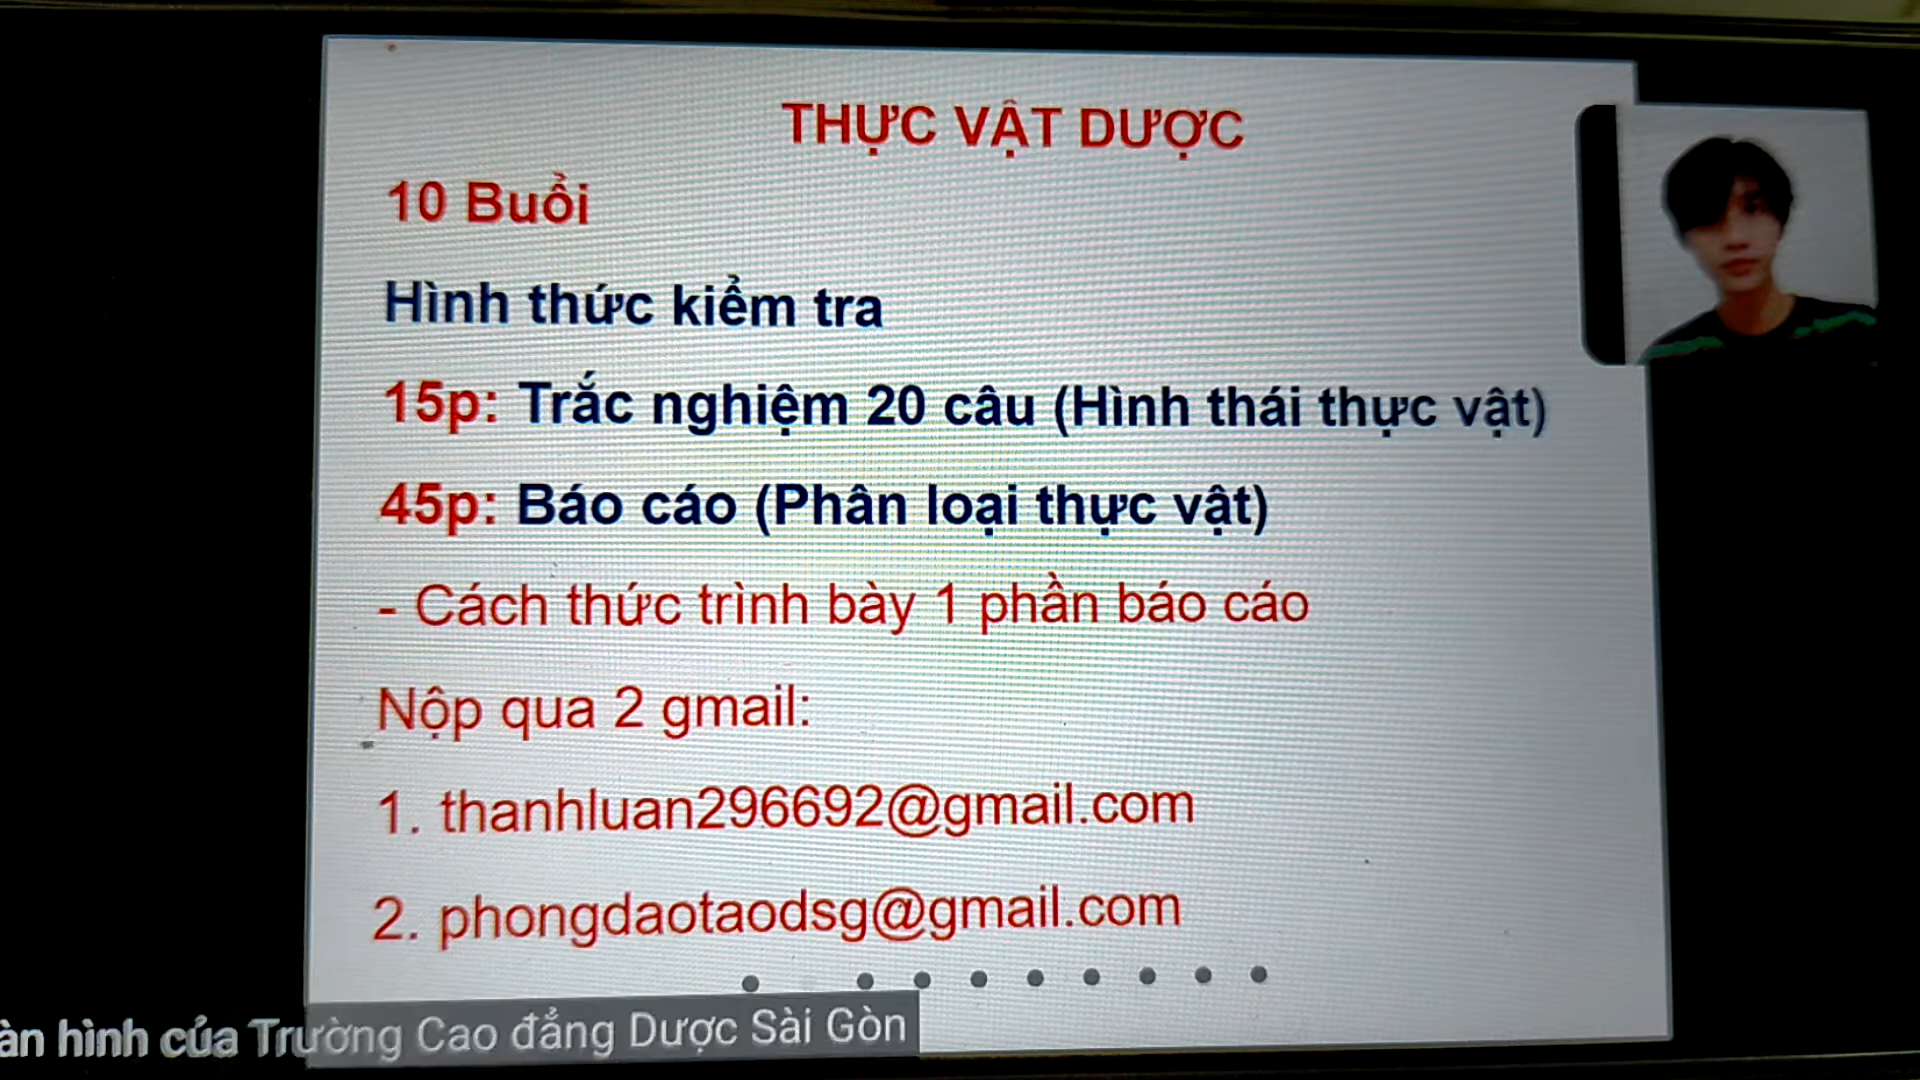 THỰC VẬT DƯỢC
10 Buổi
Hình thức kiểm tra
15p: Trắc nghiệm 20 câu (Hình thái thực vật)
45p: Báo cáo (Phân loại thực vật)
- Cách thức trình bày 1 phần báo cáo
Nộp qua 2 gmail:
1. thanhluan296692@gmail.com
2. phongdaotaodsg@gmail.com
àn hình của Trường Cao đẳng Dược Sài Gòn